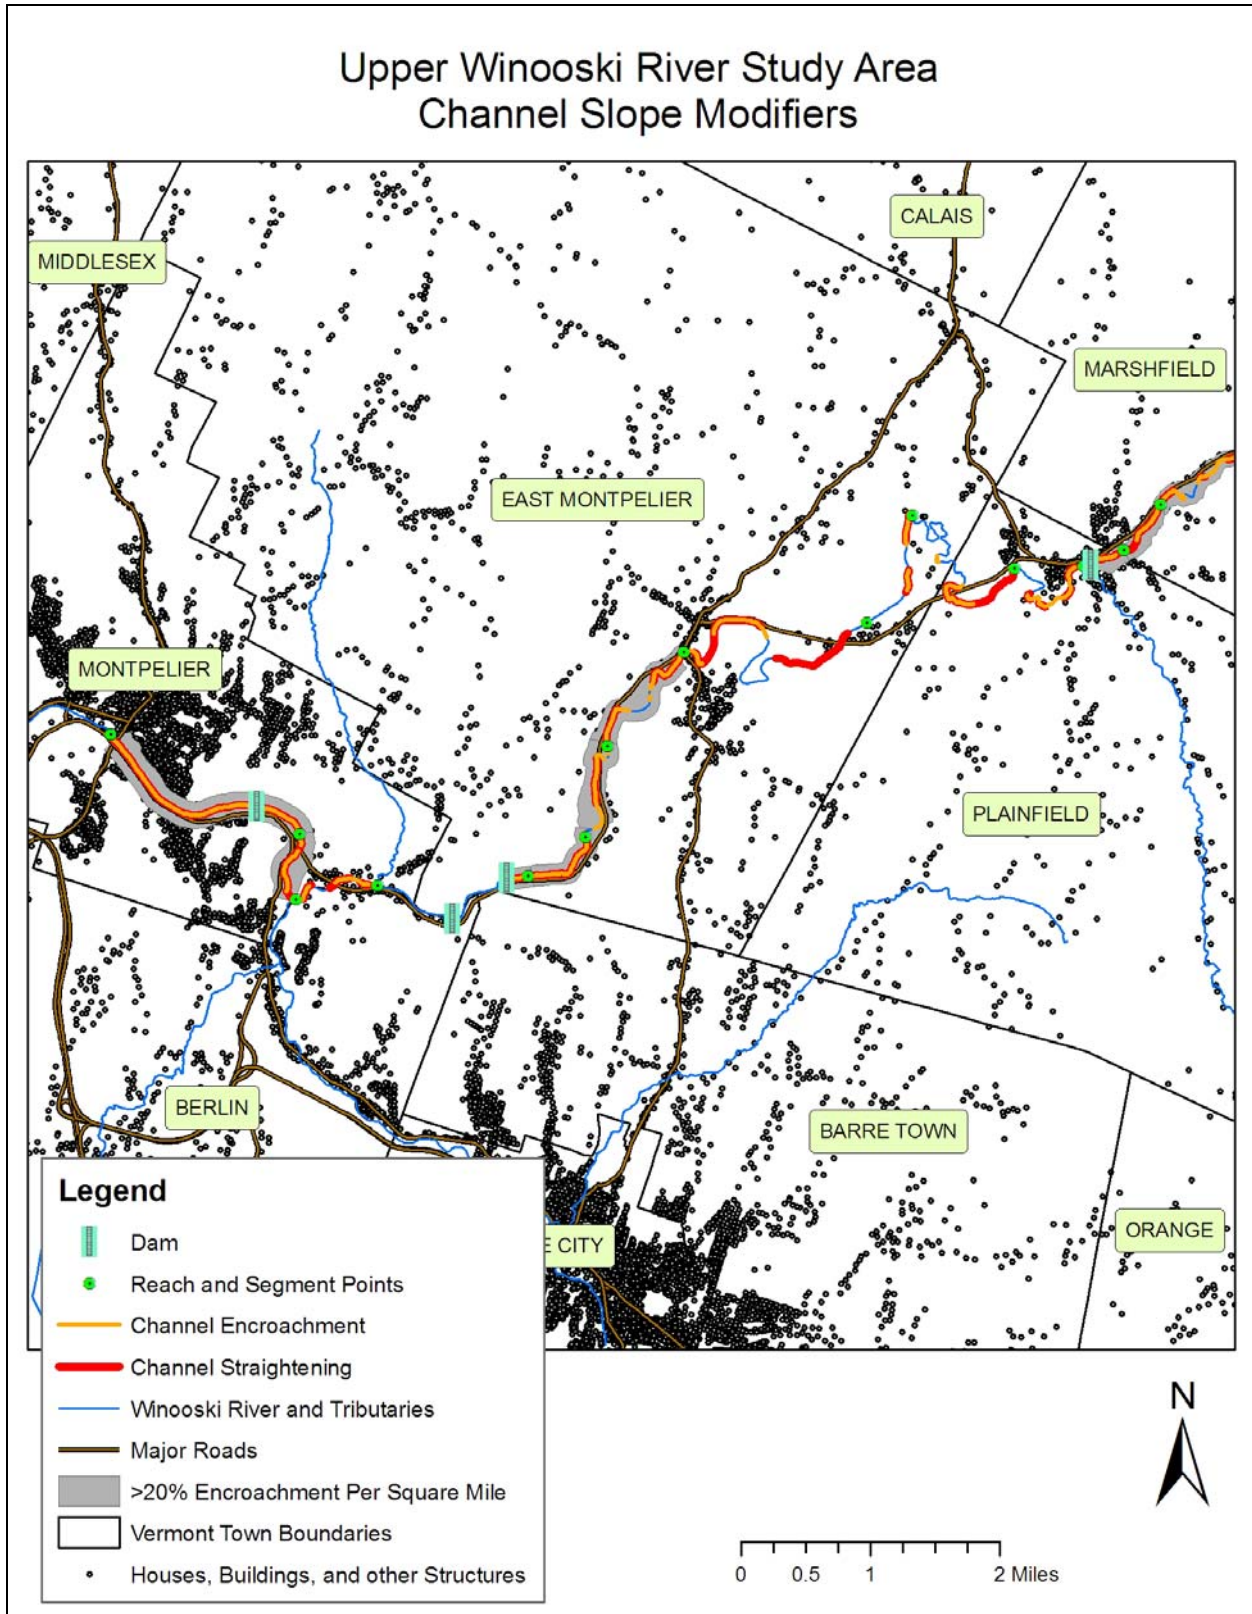 Upper Winooski River Study Area
Channel Slope Modifiers
CALAIS
MIDDLESEX
MARSHFIELD
EAST MONTPELIER
MONTPELIER
PLAINFIELD
BERLIN
BARRE TOWN
ORANGE
E CITY
Legend
Dam
Reach and Segment Points
Channel Encroachment
Channel Straightening
Winooski River and Tributaries
Major Roads
>20% Encroachment Per Square Mile
Vermont Town Boundaries
Houses, Buildings, and other Structures
N
0 0.5 1 2 Miles